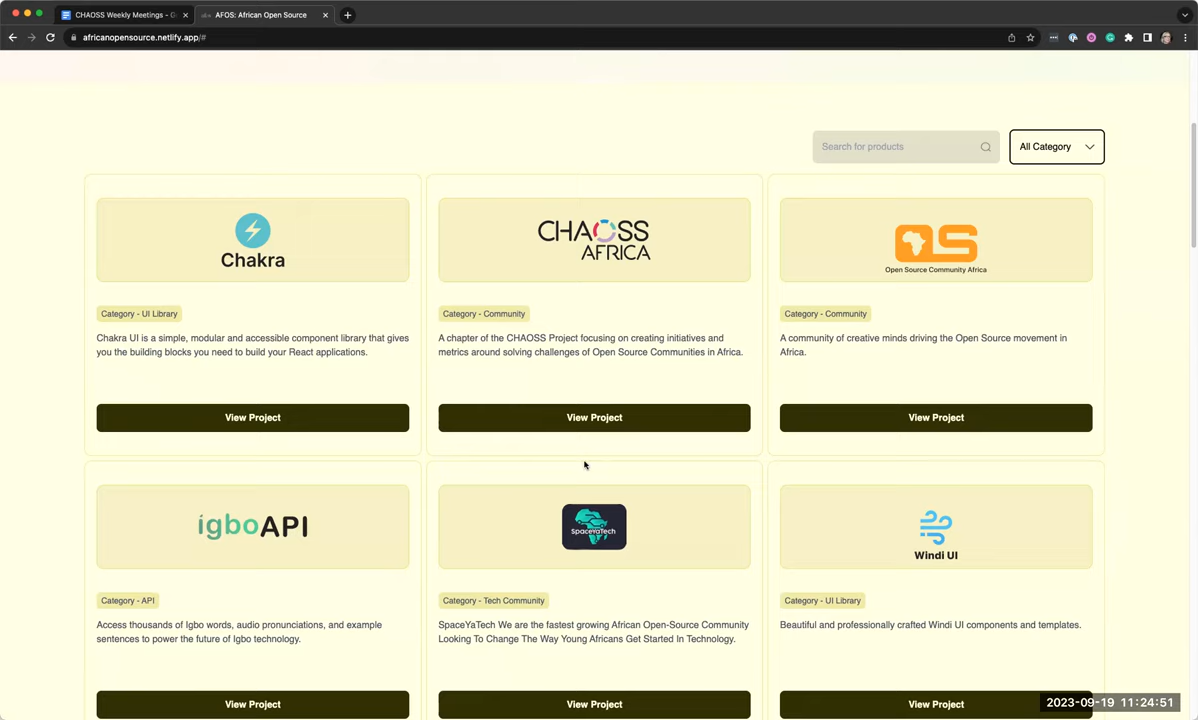 CHAOSS Weekly Meetings - G
AFOS: African Open Source
africanopensource.netlify.app/#
Search for products
All Category
Chakra
CHAOSS
AFRICA
OS
Open Source Community Africa
Category - UI Library
Category - Community
Category - Community
Chakra UI is a simple, modular and accessible component library that gives
you the building blocks you need to build your React applications.
A chapter of the CHAOSS Project focusing on creating initiatives and
metrics around solving challenges of Open Source Communities in Africa.
A community of creative minds driving the Open Source movement in
Africa.
View Project
View Project
View Project
igboAPI
SpaceYaTech
Windi UI
Category - API
Category - Tech Community
Category - UI Library
Access thousands of Igbo words, audio pronunciations, and example
sentences to power the future of Igbo technology.
SpaceYaTech We are the fastest growing African Open-Source Community
Looking To Change The Way Young Africans Get Started In Technology.
Beautiful and professionally crafted Windi UI components and templates.
View Project
View Project
View Project
2023-09-19 11:24:51